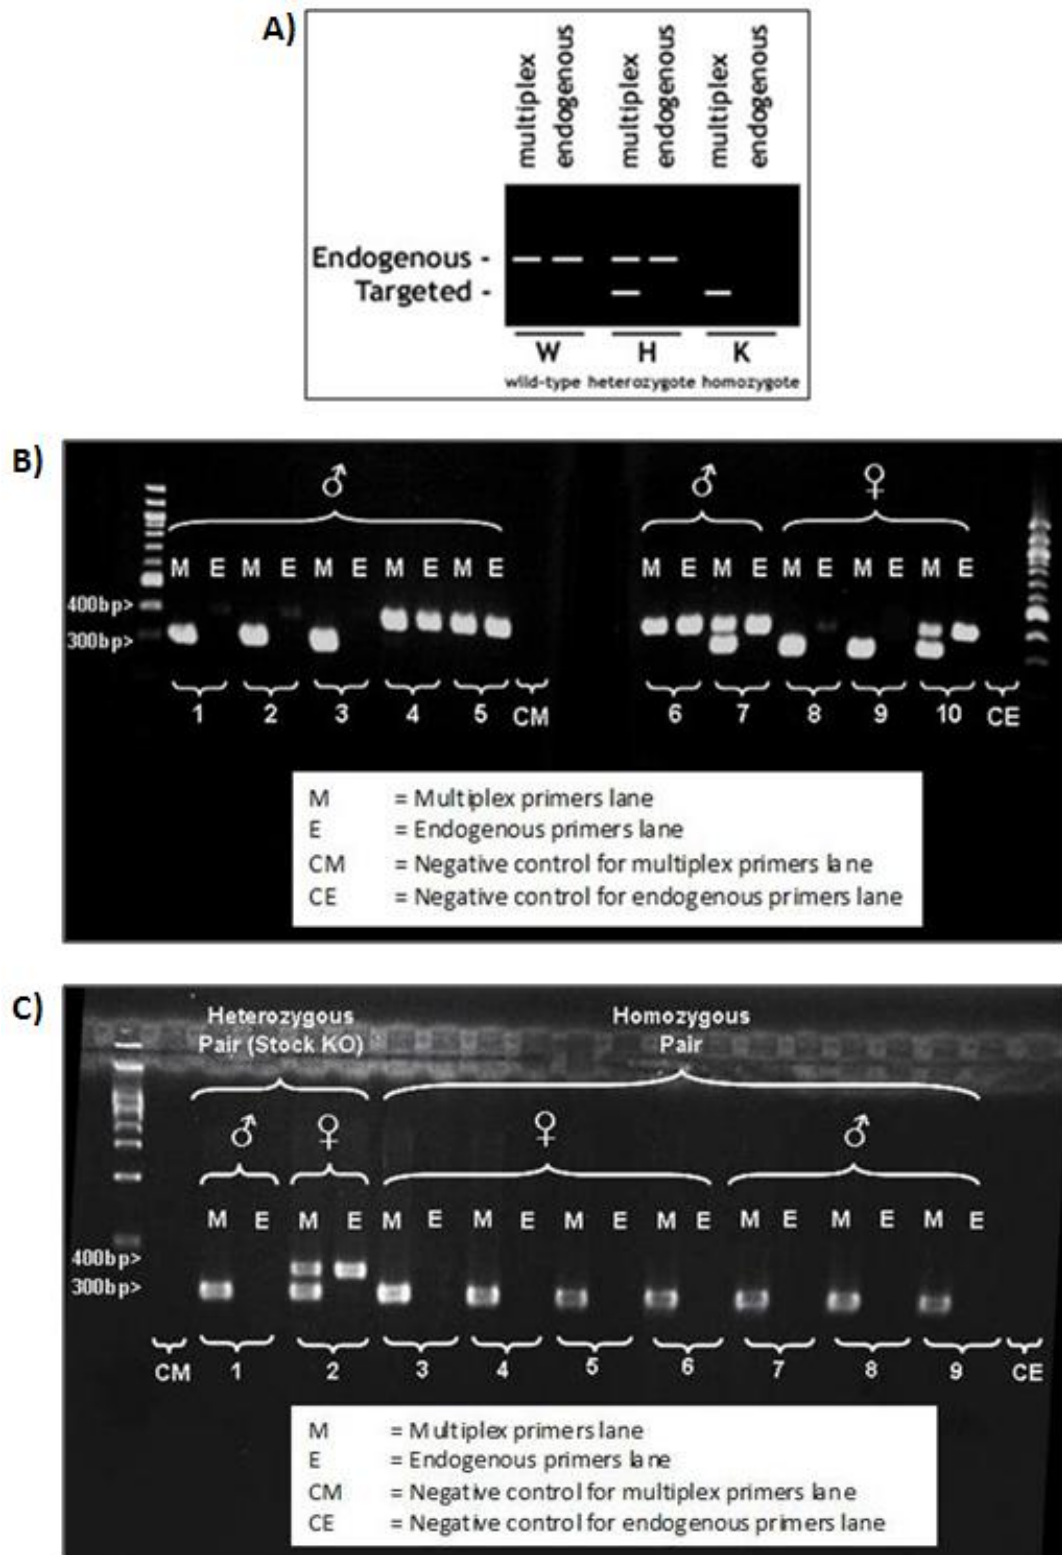 A)
multiplex endogenous multiplex endogenous multiplex endogenous
Endogenous -
Targeted -
W H K
wild-type heterozygote homozygote
B)
♂ ♂ ♀
M E M E M E M E M E M E M E M E M E M E
400bp>
300bp>
1 2 3 4 5 CM 6 7 8 9 10 CE
M = Multiplex primers lane
E = Endogenous primers lane
CM = Negative control for multiplex primers lane
CE = Negative control for endogenous primers lane
C)
Heterozygous Homozygous
Pair (Stock KO) Pair
♂ ♀ ♀ ♂
M E M E M E M E M E M E M E M E M E
400bp>
300bp>
CM 1 2 3 4 5 6 7 8 9 CE
M = Multiplex primers lane
E = Endogenous primers lane
CM = Negative control for multiplex primers lane
CE = Negative control for endogenous primers lane